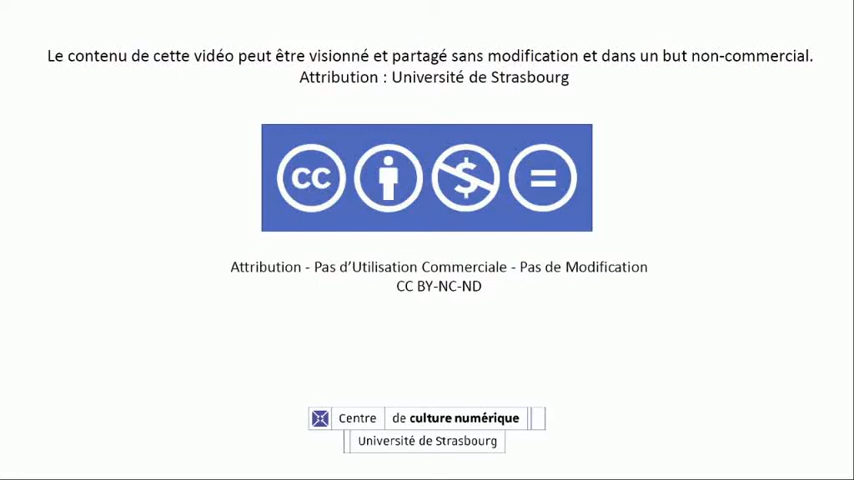 Le contenu de cette vidéo peut être visionné et partagé sans modification et dans un but non-commercial.
Attribution : Université de Strasbourg
CC $ =
Attribution - Pas d’Utilisation Commerciale - Pas de Modification
CC BY-NC-ND
Centre de culture numérique
Université de Strasbourg